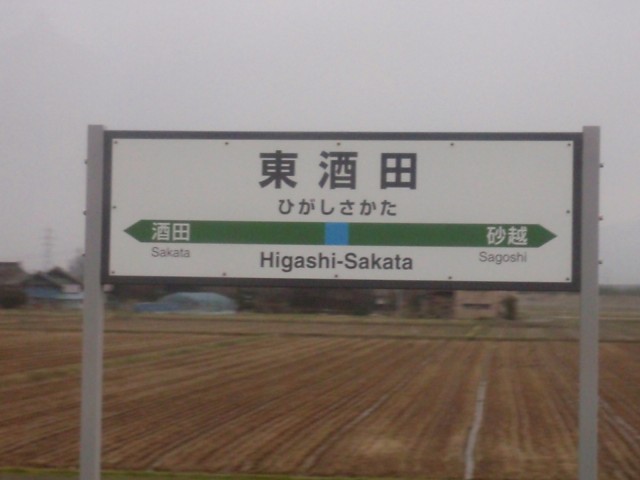 東酒田
ひがしさかた
酒田 砂越
Sakata Sagoshi
Higashi-Sakata